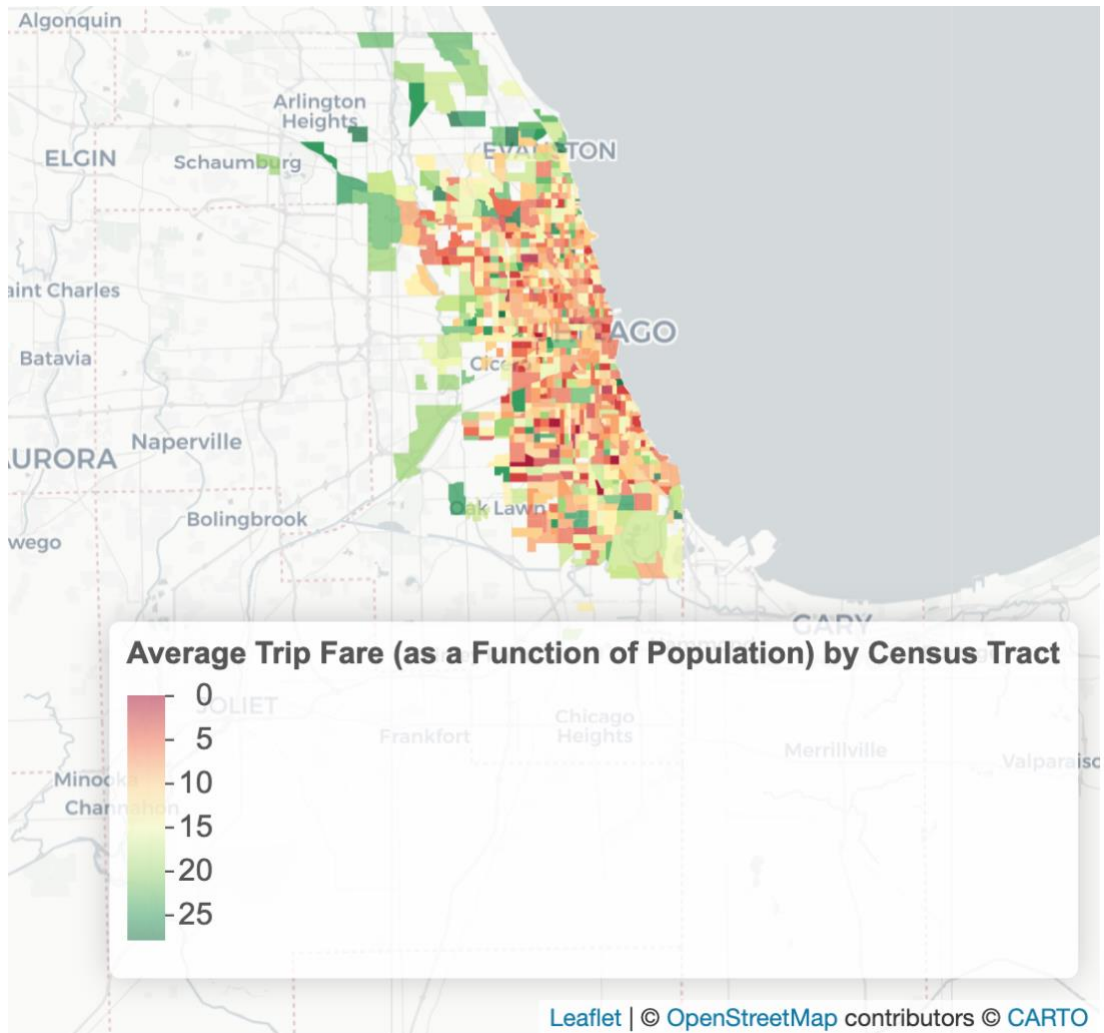 Algonquin
Arlington
Heights
ELGIN
Schaumburg
EVANSTON
aint Charles
AGO
Batavia
Cicero
Naperville
URORA
Oak Lawn
Bolingbrook
wego
GARY
Average Trip Fare (as a Function of Population) by Census Tract
0
JOLIET
5
Chicago
Heights
Frankfort
Merrillville
Valparaiso
10
Minooka
Channahon
15
20
25
Leaflet | © OpenStreetMap contributors © CARTO